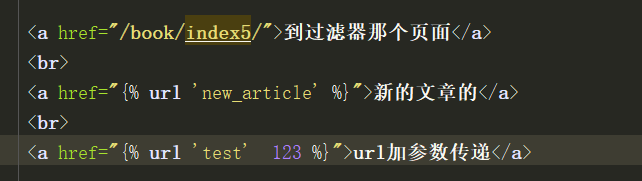 <a href="/book/index5/">到过滤器那个页面</a>
<br>
<a href="{% url 'new_article' %}">新的文章的</a>
<br>
<a href="{% url 'test'  123 %}">url加参数传递</a>